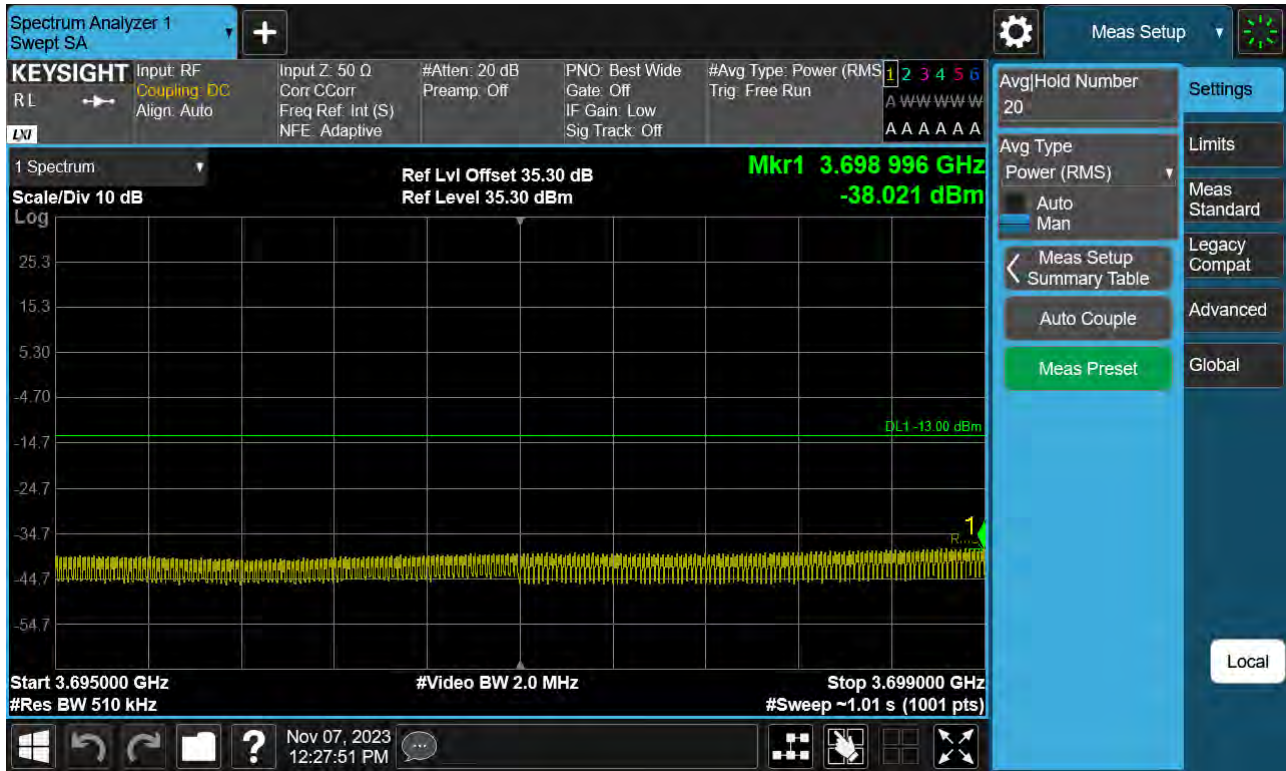 Spectrum Analyzer 1
Swept SA
Meas Setup
KEYSIGHT
RL
LXI
Input: RF
Coupling: DC
Align: Auto
Input Z: 50 Ω
Corr CCorr
Freq Ref: Int (S)
NFE: Adaptive
#Atten: 20 dB
Preamp: Off
PNO: Best Wide
Gate: Off
IF Gain: Low
Sig Track: Off
#Avg Type: Power (RMS
Trig: Free Run
1 2 3 4 5 6
A W W W W W
A A A A A A
1 Spectrum
Scale/Div 10 dB
Log
Ref Lvl Offset 35.30 dB
Ref Level 35.30 dBm
Mkr1 3.698 996 GHz
-38.021 dBm
25.3
15.3
5.30
-4.70
-14.7
-24.7
-34.7
-44.7
-54.7
DL1 -13.00 dBm
1
Start 3.695000 GHz
#Res BW 510 kHz
#Video BW 2.0 MHz
Stop 3.699000 GHz
#Sweep ~1.01 s (1001 pts)
Avg|Hold Number
20
Avg Type
Power (RMS)
Auto
Man
Meas Setup
Summary Table
Auto Couple
Meas Preset
Settings
Limits
Meas
Standard
Legacy
Compat
Advanced
Global
Local
?
Nov 07, 2023
12:27:51 PM